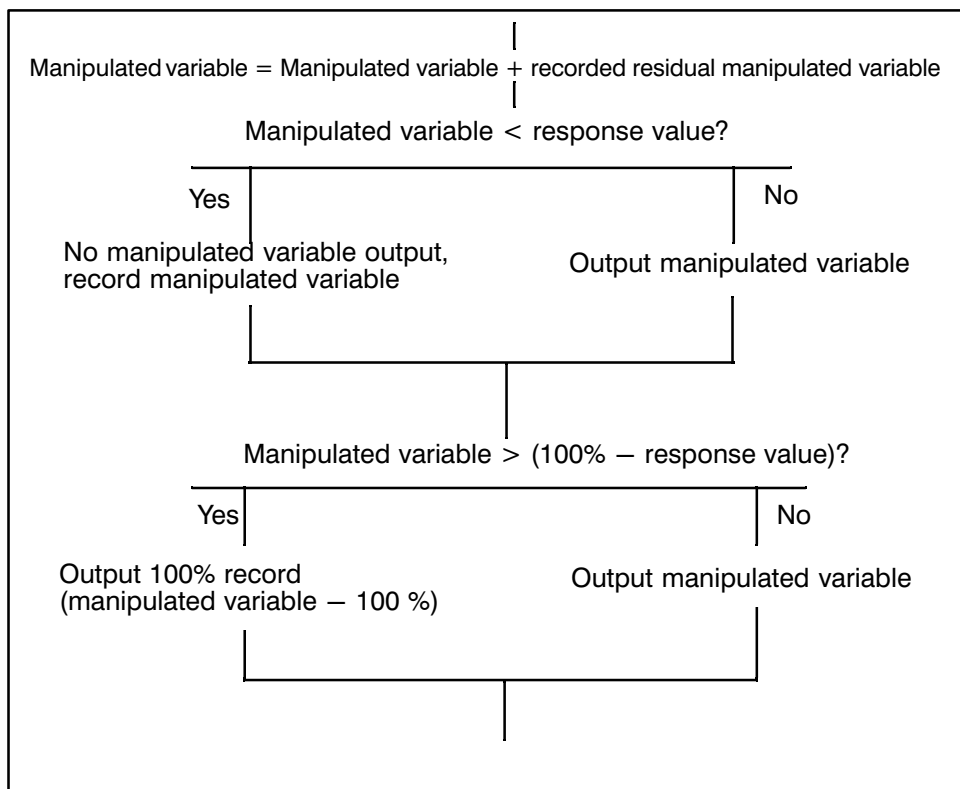 Manipulated variable = Manipulated variable + recorded residual manipulated variable
Manipulated variable < response value?
Yes
No
No manipulated variable output,
record manipulated variable
Output manipulated variable
Manipulated variable > (100% – response value)?
Yes
No
Output 100% record
(manipulated variable – 100 %)
Output manipulated variable